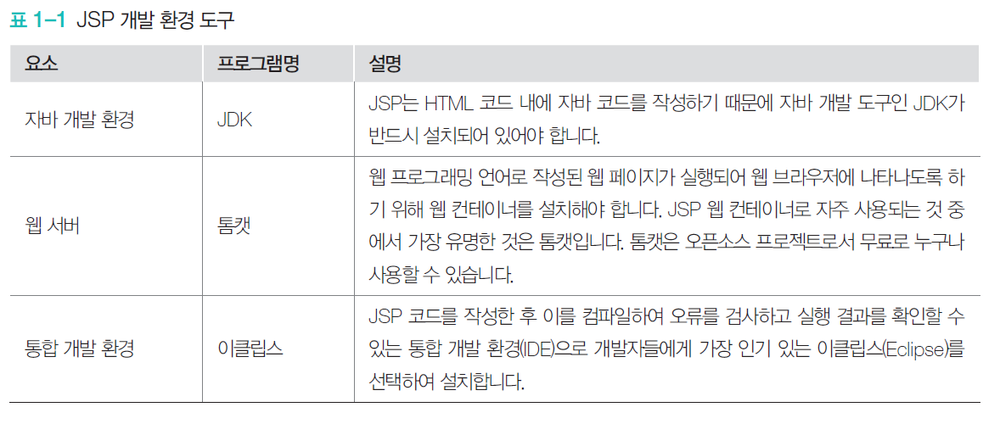 표 1-1 JSP 개발 환경 도구
요소 프로그램명 설명
자바 개발 환경 JDK JSP는 HTML 코드 내에 자바 코드를 작성하기 때문에 자바 개발 도구인 JDK가
반드시 설치되어 있어야 합니다.
웹 서버 톰캣 웹 프로그래밍 언어로 작성된 웹 페이지가 실행되어 웹 브라우저에 나타나도록 하
기 위해 웹 컨테이너를 설치해야 합니다. JSP 웹 컨테이너로 자주 사용되는 것 중
에서 가장 유명한 것은 톰캣입니다. 톰캣은 오픈소스 프로젝트로서 무료로 누구나
사용할 수 있습니다.
통합 개발 환경 이클립스 JSP 코드를 작성한 후 이를 컴파일하여 오류를 검사하고 실행 결과를 확인할 수
있는 통합 개발 환경(IDE)으로 개발자들에게 가장 인기 있는 이클립스(Eclipse)를
선택하여 설치합니다.